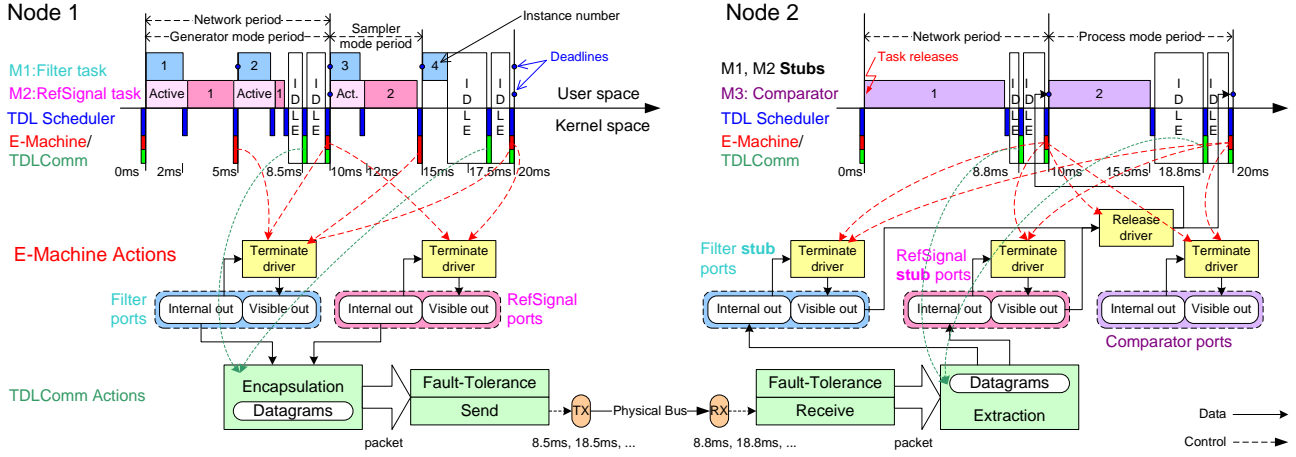 Node 1
Network period
Generator mode period
Sampler
mode period
Instance number
Deadlines
M1:Filter task
M2:RefSignal task
TDL Scheduler
E-Machine/
TDLComm
1
2
3
4
Active
1
Active
1
Act.
2
IDLE
IDLE
IDLE
User space
Kernel space
0ms
2ms
5ms
8.5ms
10ms
12ms
15ms
17.5ms
20ms
Node 2
Network period
Process mode period
Task releases
M1, M2 Stubs
M3: Comparator
TDL Scheduler
E-Machine/
TDLComm
1
2
IDLE
IDLE
IDLE
IDLE
0ms
8.8ms
10ms
15.5ms
18.8ms
20ms
E-Machine Actions
Terminate
driver
Terminate
driver
Filter
ports
Internal out
Visible out
Internal out
Visible out
RefSignal
ports
Filter stub
ports
Terminate
driver
RefSignal
stub ports
Terminate
driver
Release
driver
Terminate
driver
Internal out
Visible out
Internal out
Visible out
Internal out
Visible out
Comparator ports
TDLComm Actions
Encapsulation
Datagrams
packet
Fault-Tolerance
Send
TX
Physical Bus
RX
8.5ms, 18.5ms, ...
8.8ms, 18.8ms, ...
Fault-Tolerance
Receive
packet
Datagrams
Extraction
Data
Control